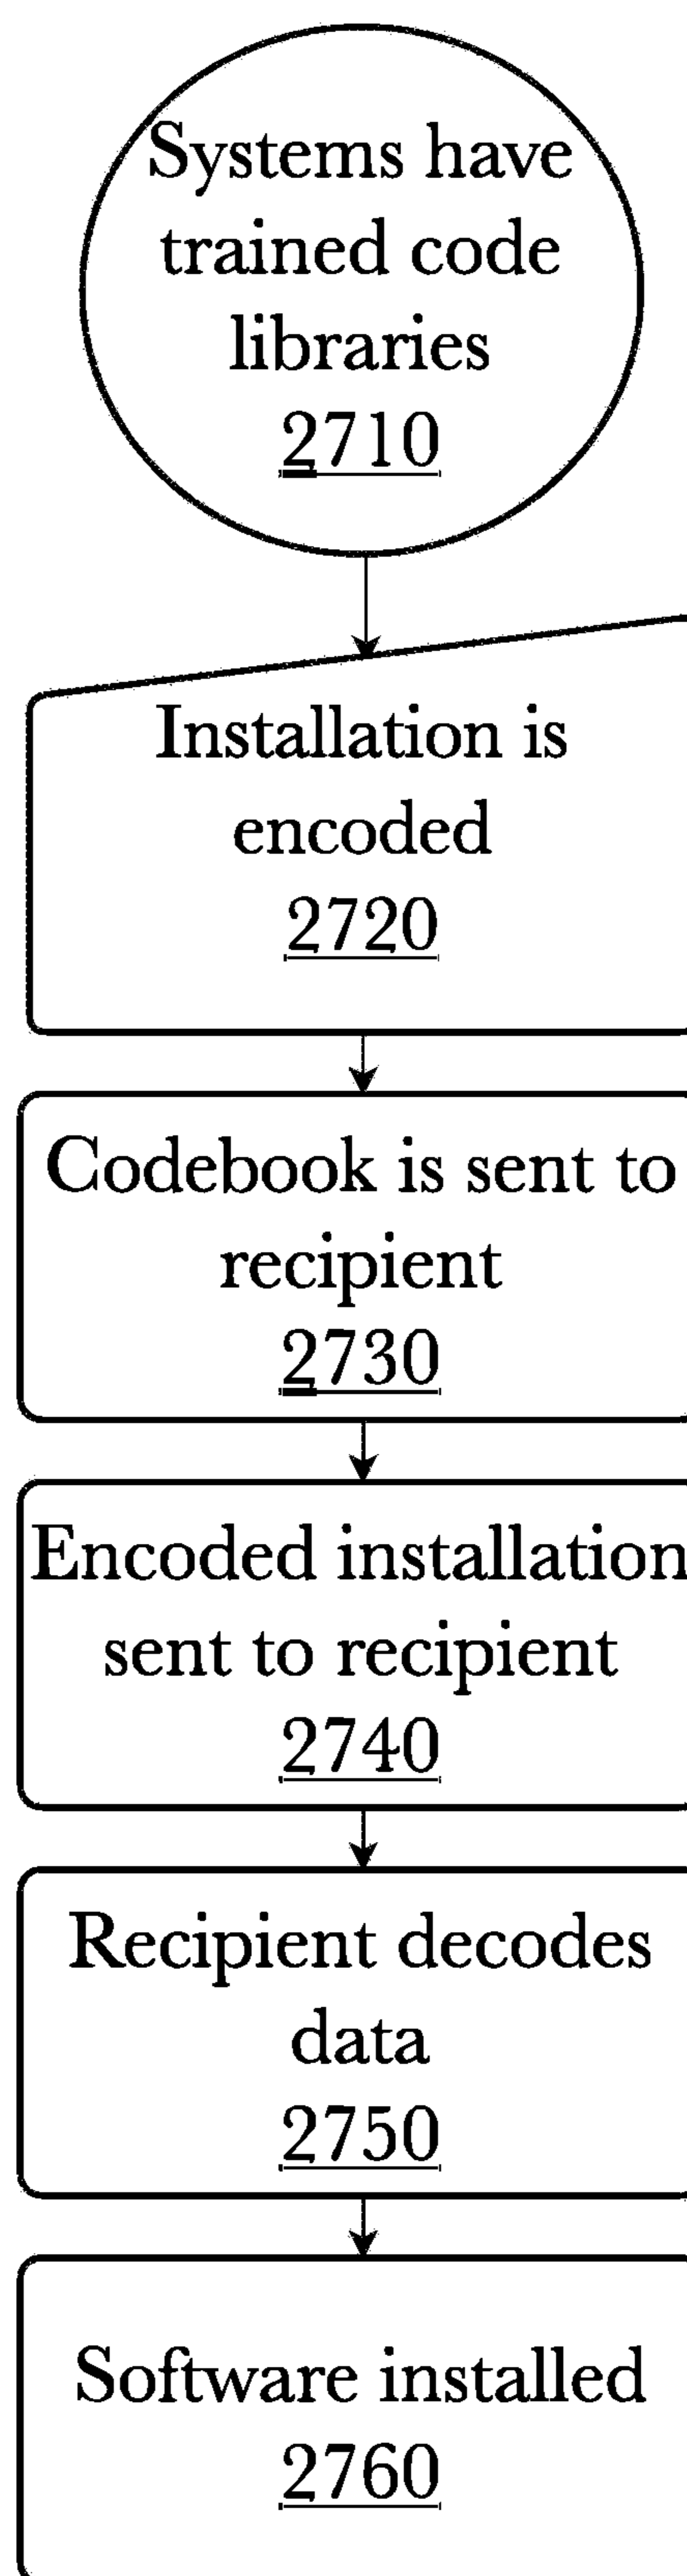 Systems have
trained code
libraries
2710
Installation is
encoded
2720
Codebook is sent to
recipient
2730
Encoded installation
sent to recipient
2740
Recipient decodes
data
2750
Software installed
2760